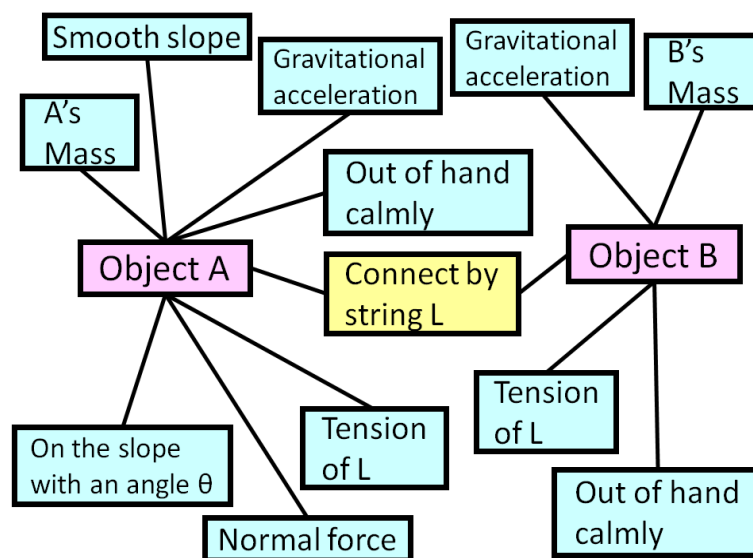 Smooth slope
Gravitational
acceleration
Gravitational
acceleration
B's
Mass
A's
Mass
Out of hand
calmly
Object A
Connect by
string L
Object B
On the slope
with an angle θ
Tension
of L
Tension
of L
Normal force
Out of hand
calmly